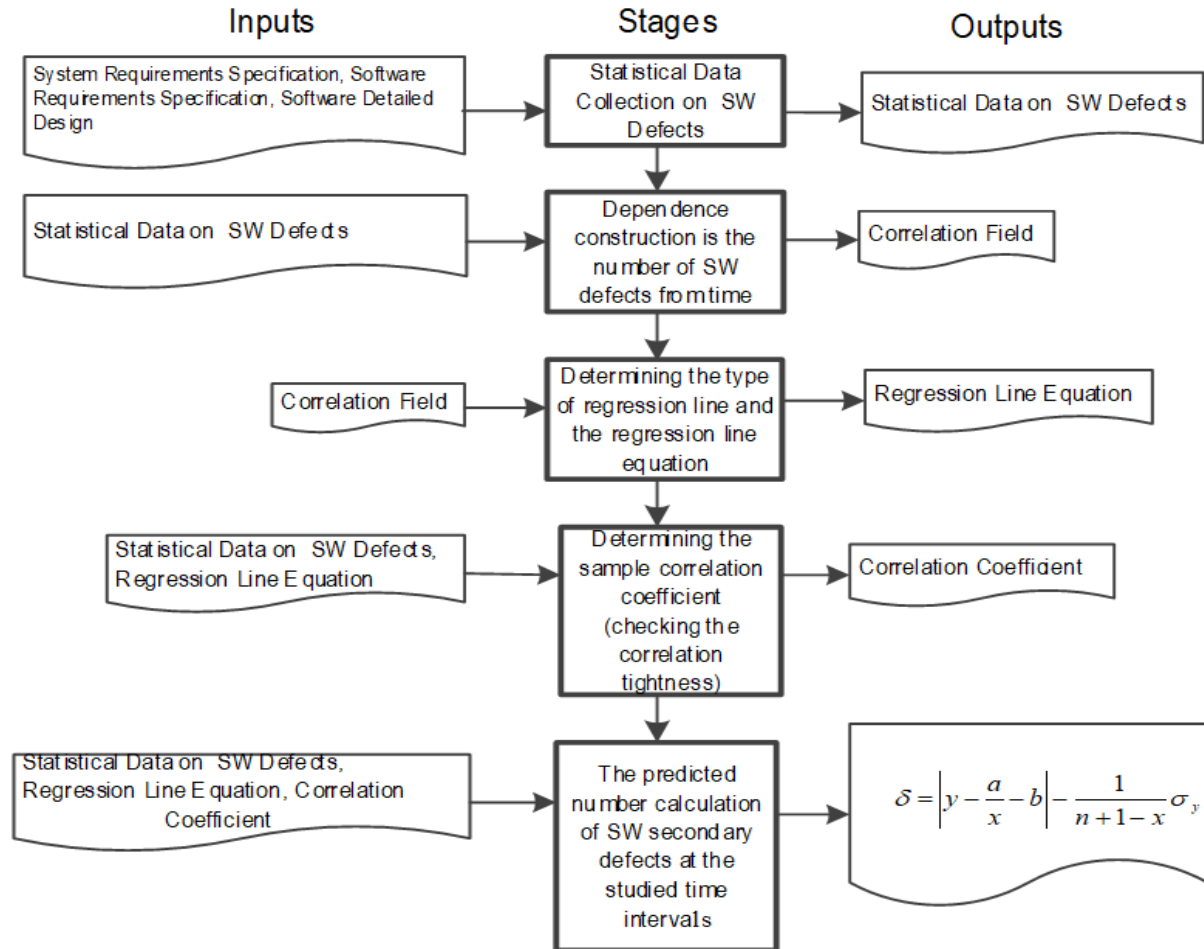 Inputs
Stages
Outputs
System Requirements Specification, Software
Requirements Specification, Software Detailed
Design
Statistical Data
Collection on SW
Defects
Statistical Data on SW Defects
Statistical Data on SW Defects
Dependence
construction is the
number of SW
defects from time
Correlation Field
Correlation Field
Determining the type
of regression line and
the regression line
equation
Regression Line Equation
Statistical Data on SW Defects,
Regression Line Equation
Determining the
sample correlation
coefficient
(checking the
correlation
tightness)
Correlation Coefficient
Statistical Data on SW Defects,
Regression Line Equation, Correlation
Coefficient
The predicted
number calculation
of SW secondary
defects at the
studied time
intervals
δ = |y − a/x − b| − 1/(n + 1 − x) σ_y